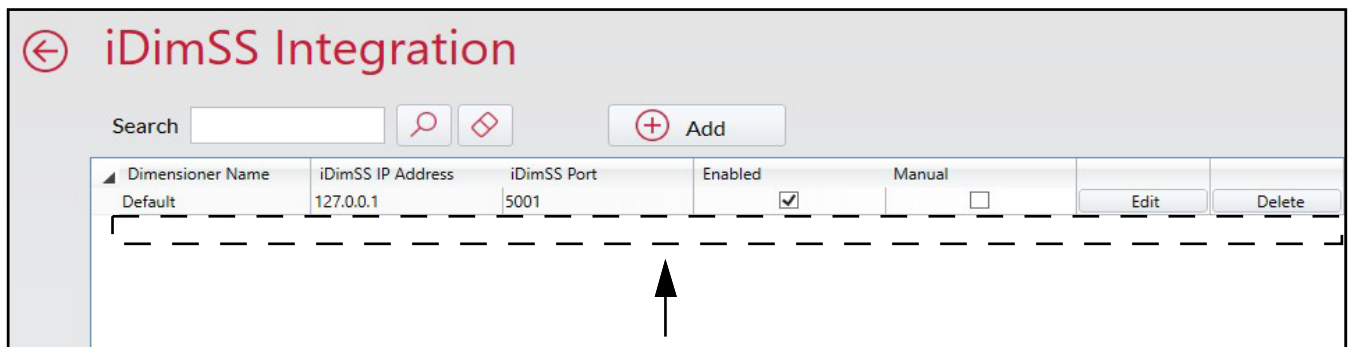 iDimSS Integration
Search Add
Dimensioner Name iDimSS IP Address iDimSS Port Enabled Manual
Default 127.0.0.1 5001 Edit Delete